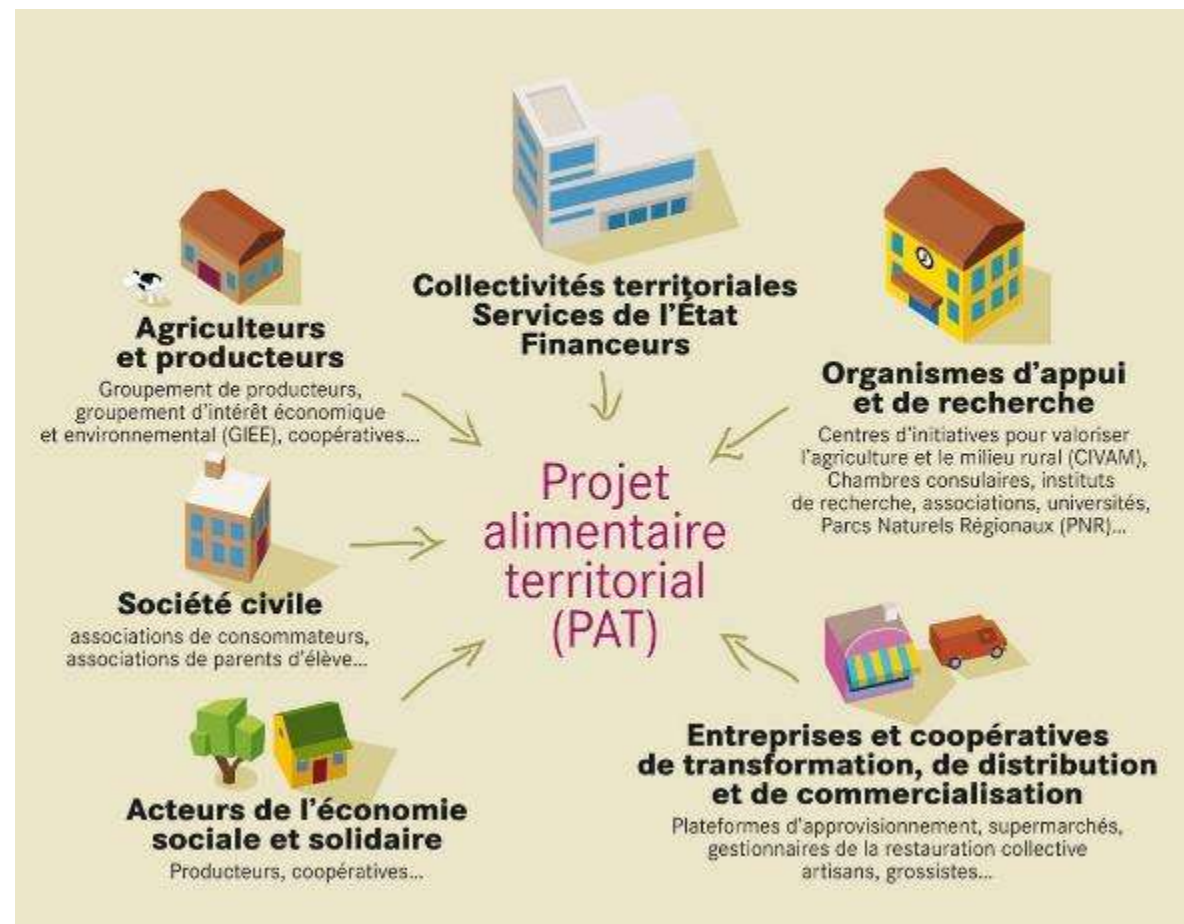 Collectivités territoriales
Services de l'État
Financeurs
Agriculteurs
et producteurs
Groupement de producteurs,
groupement d'intérêt économique
et environnemental (GIEE), coopératives...
Organismes d'appui
et de recherche
Centres d'initiatives pour valoriser
l'agriculture et le milieu rural (CIVAM),
Chambres consulaires, instituts
de recherche, associations, universités,
Parcs Naturels Régionaux (PNR)...
Projet
alimentaire
territorial
(PAT)
Société civile
associations de consommateurs,
associations de parents d'élève...
Acteurs de l'économie
sociale et solidaire
Producteurs, coopératives...
Entreprises et coopératives
de transformation, de distribution
et de commercialisation
Plateformes d'approvisionnement, supermarchés,
gestionnaires de la restauration collective
artisans, grossistes...